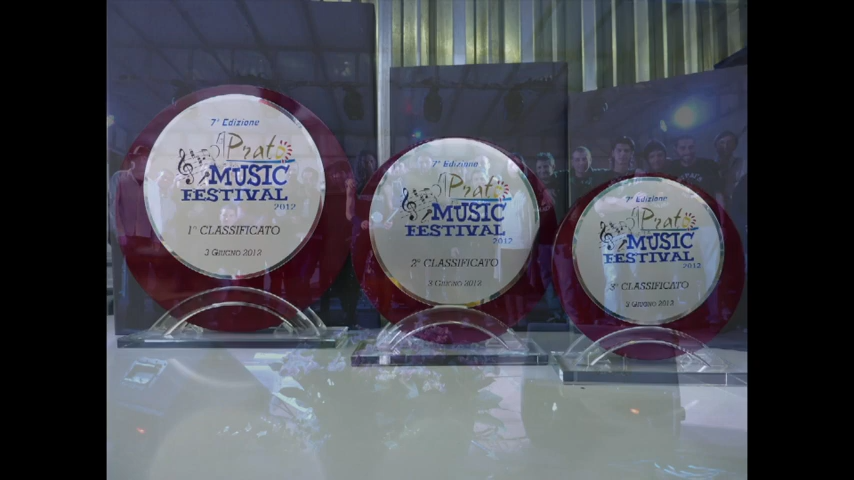 7ª Edizione
Prato
MUSIC
FESTIVAL
2012
1° CLASSIFICATO
3 GIUGNO 2012
7ª Edizione
Prato
MUSIC
FESTIVAL
2012
2° CLASSIFICATO
3 GIUGNO 2012
7ª Edizione
Prato
MUSIC
FESTIVAL
2012
3° CLASSIFICATO
3 GIUGNO 2012